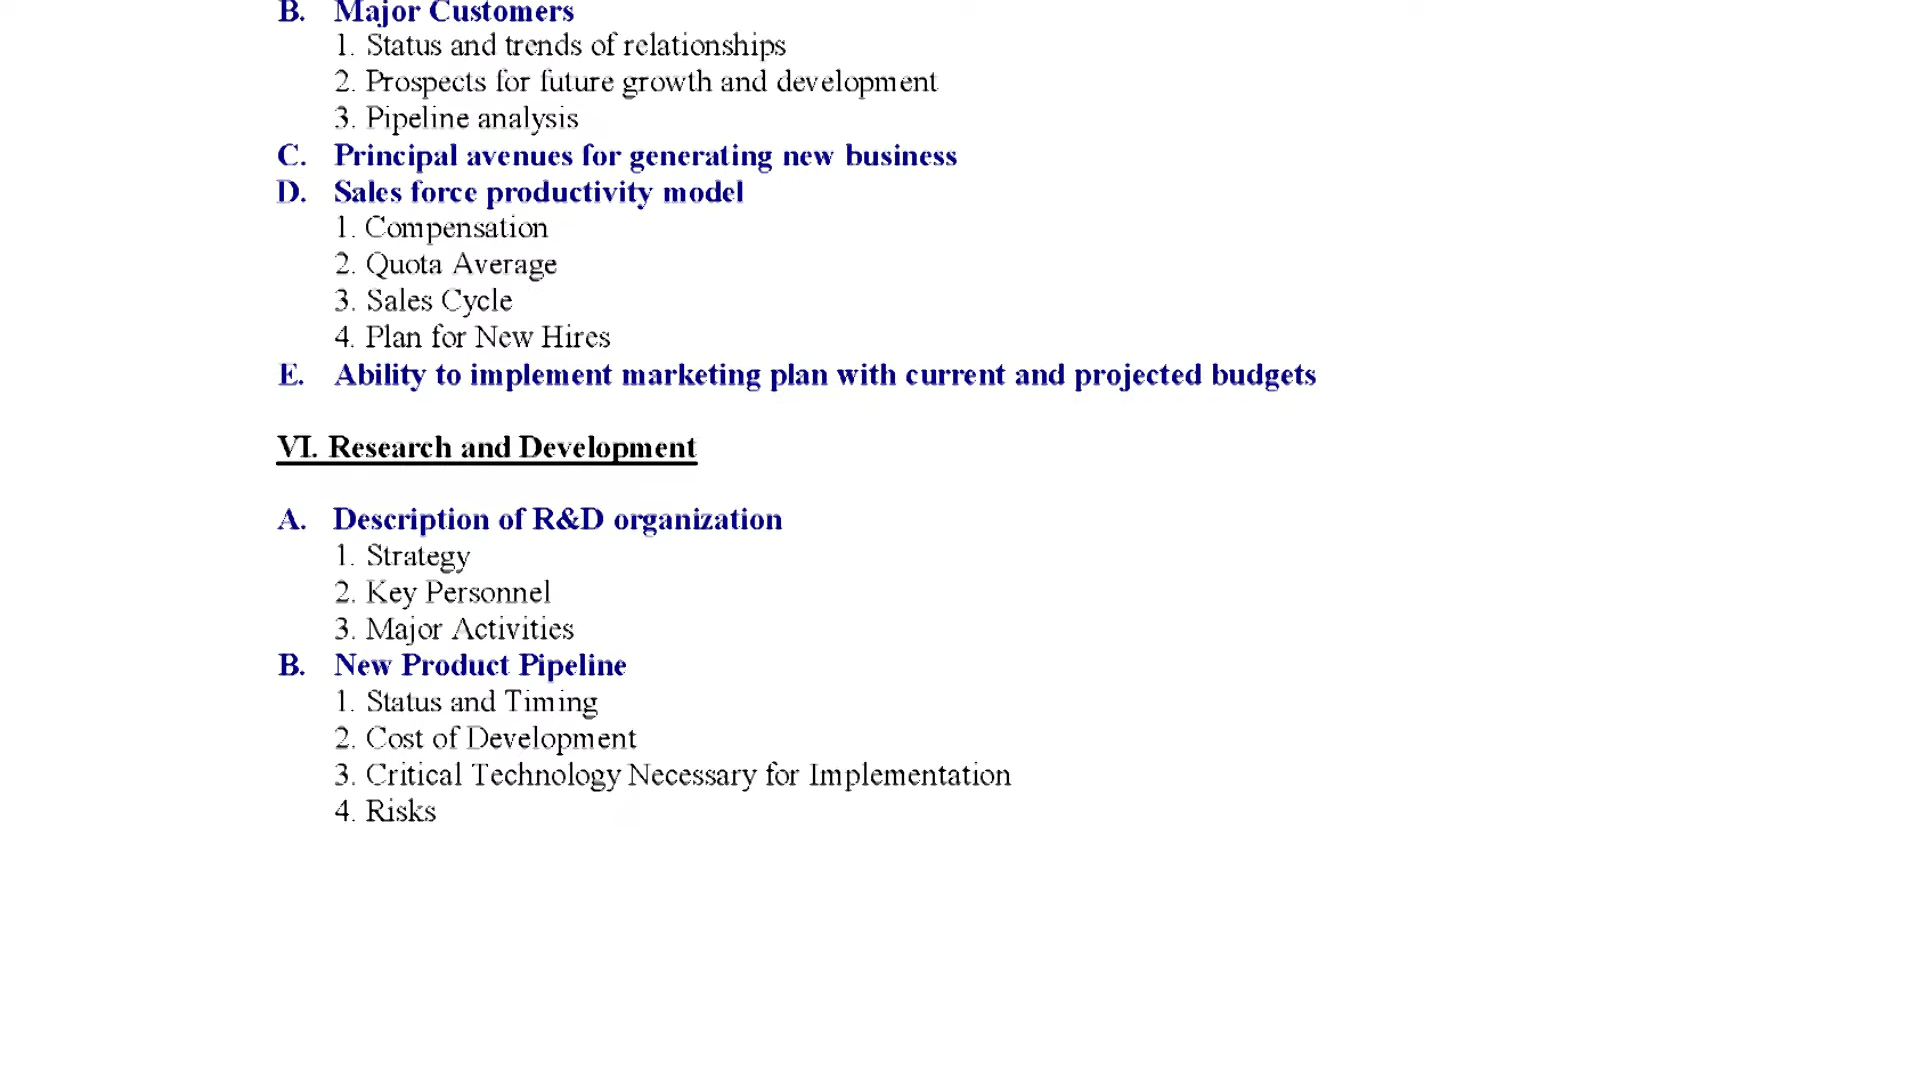 B. Major Customers
1. Status and trends of relationships
2. Prospects for future growth and development
3. Pipeline analysis
C. Principal avenues for generating new business
D. Sales force productivity model
1. Compensation
2. Quota Average
3. Sales Cycle
4. Plan for New Hires
E. Ability to implement marketing plan with current and projected budgets
VI. Research and Development
A. Description of R&D organization
1. Strategy
2. Key Personnel
3. Major Activities
B. New Product Pipeline
1. Status and Timing
2. Cost of Development
3. Critical Technology Necessary for Implementation
4. Risks